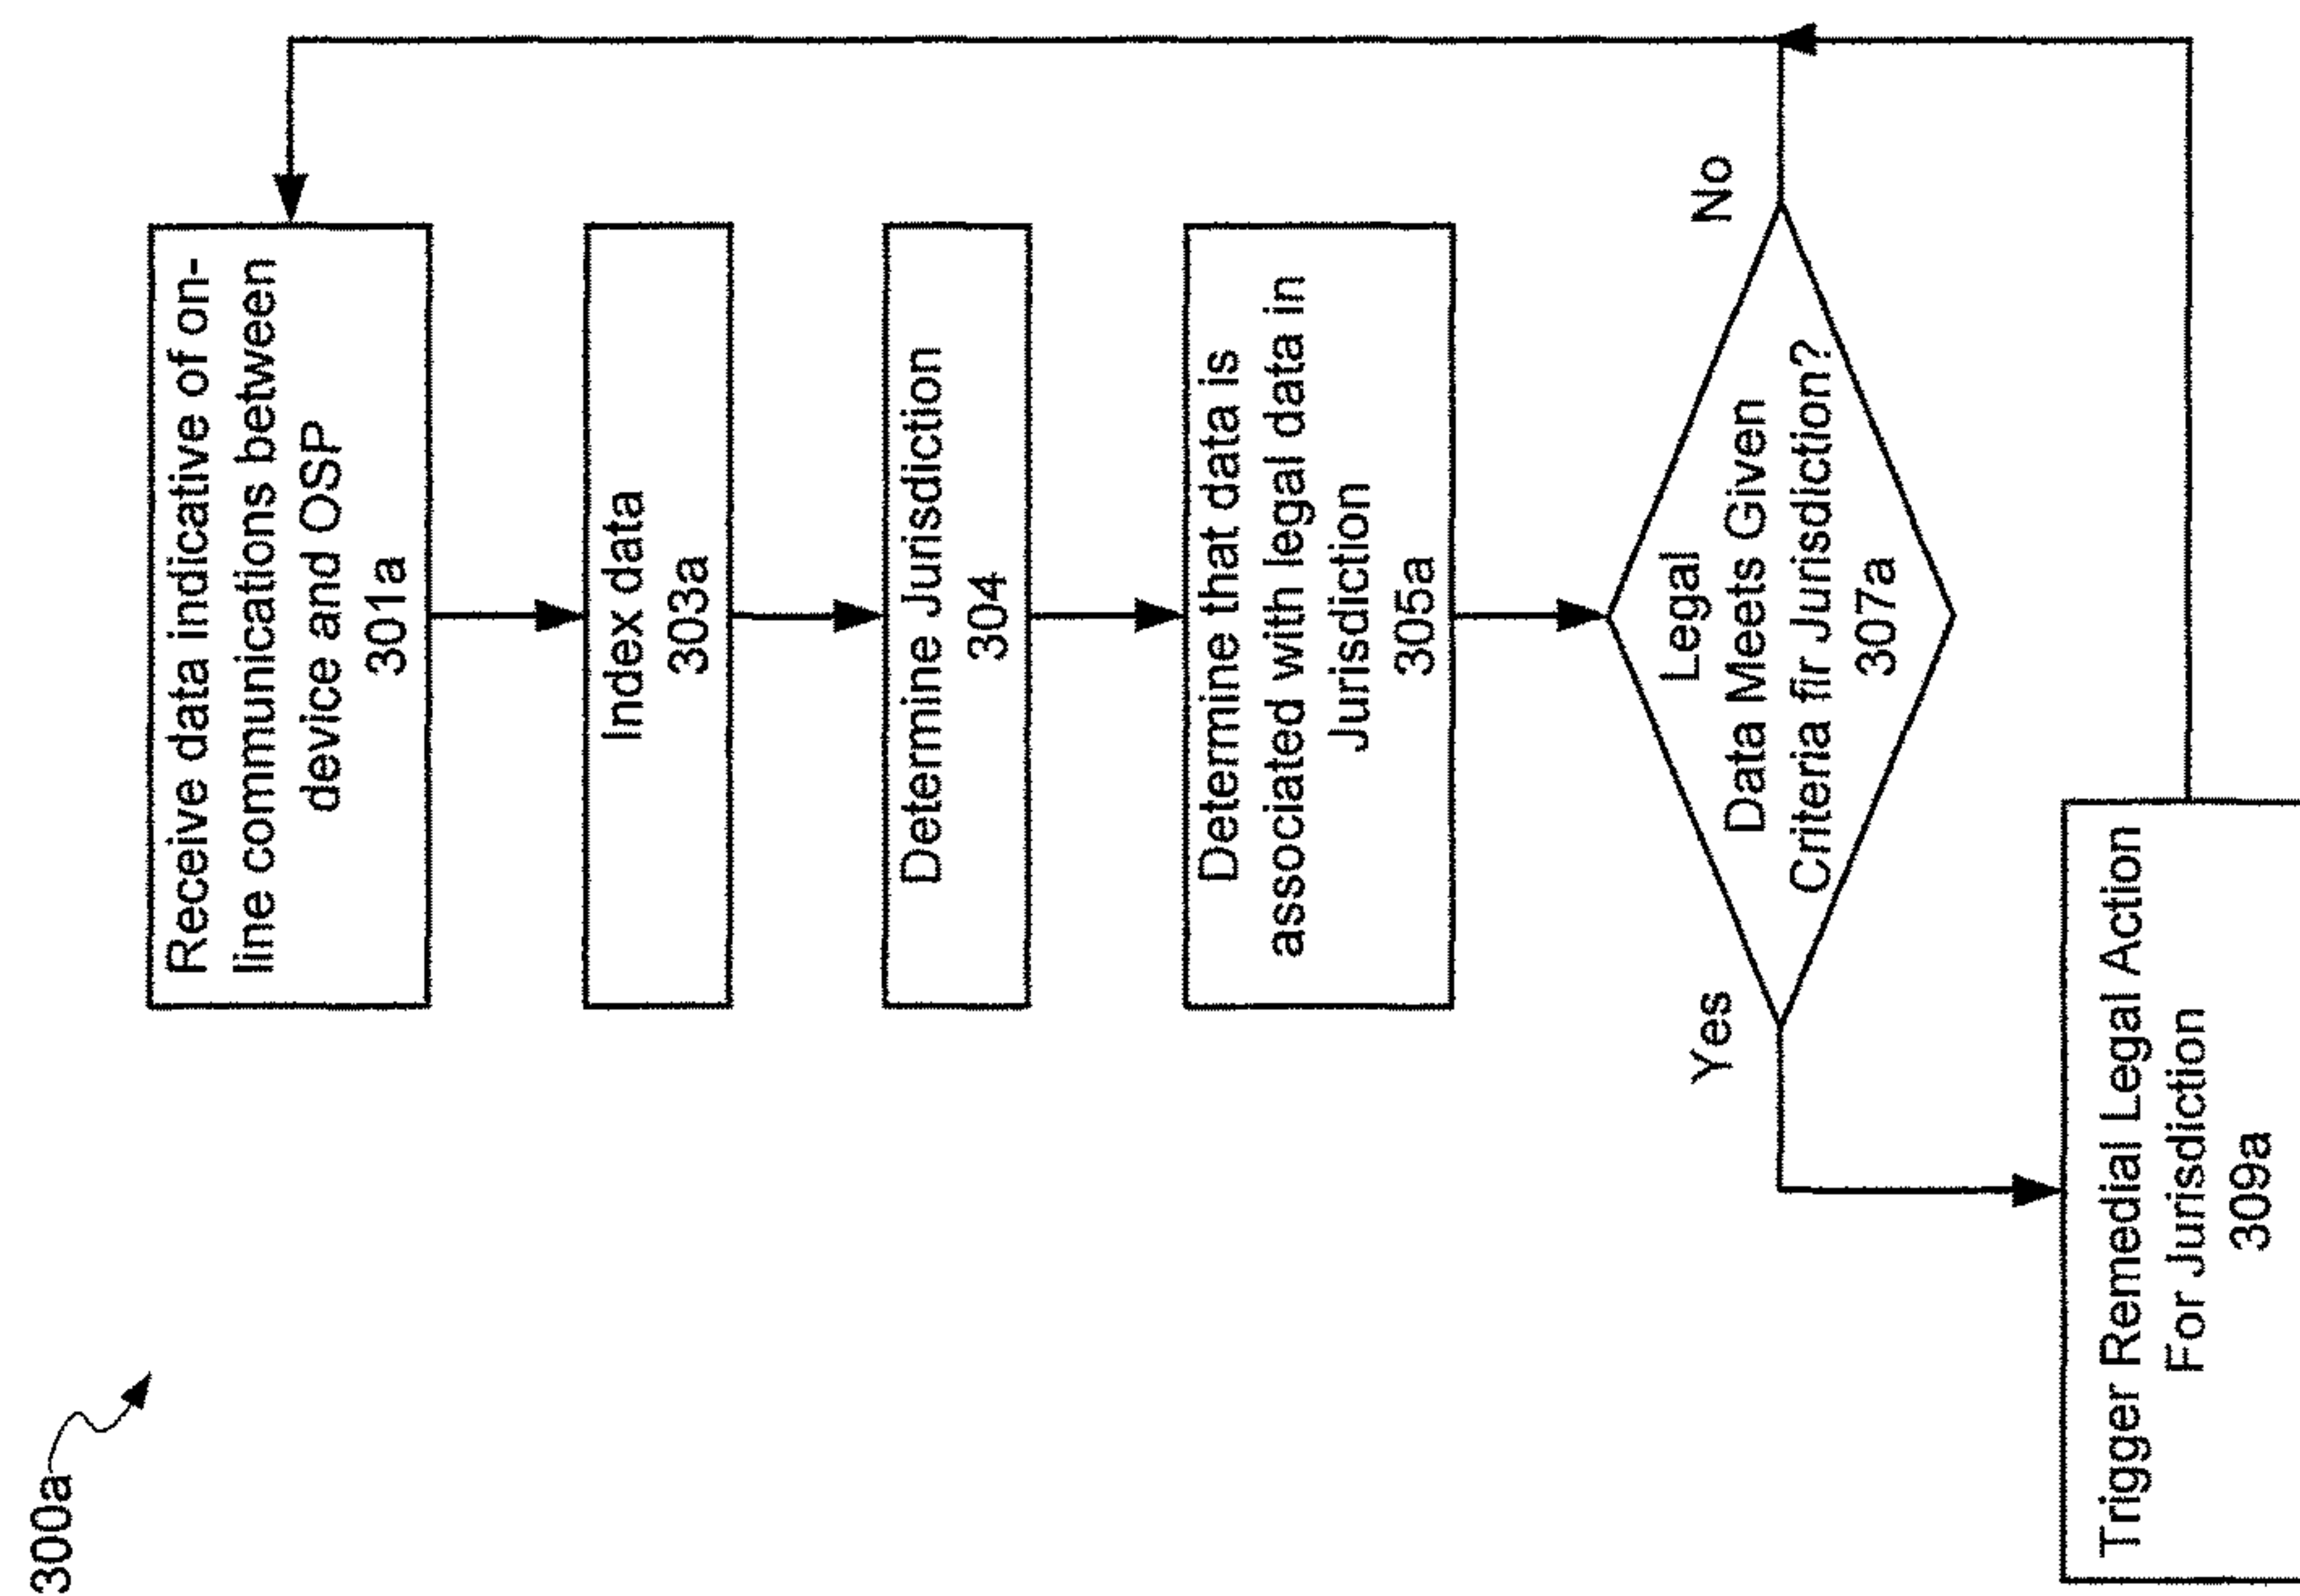 300a
Receive data indicative of on-
line communications between
device and OSP
301a
Index data
303a
Determine Jurisdiction
304
Determine that data is
associated with legal data in
Jurisdiction
305a
Legal
Data Meets Given
Criteria fir Jurisdiction?
307a
Yes
No
Trigger Remedial Legal Action
For Jurisdiction
309a